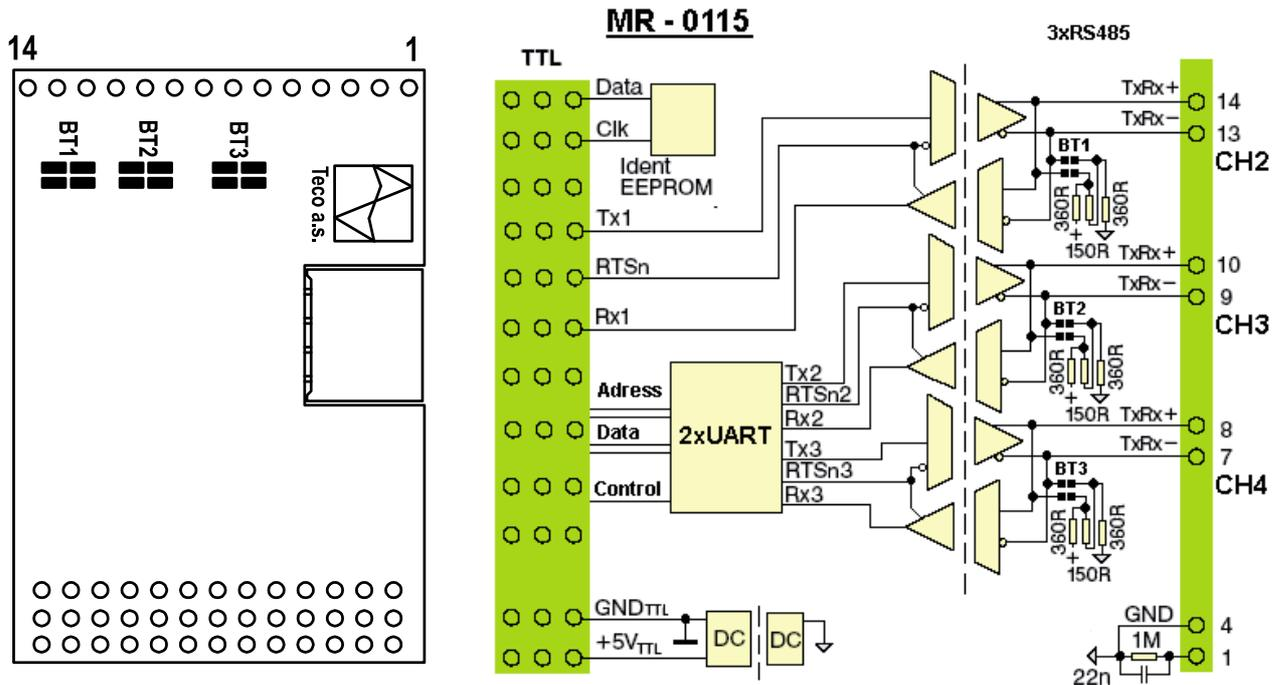 MR - 0115
14 1
BT1 BT2 BT3
Teco a.s.
TTL
3xRS485
Data
Clk
Ident
EEPROM
Tx1
RTSn
Rx1
Adress
Data
Control
2xUART
Tx2
RTSn2
Rx2
Tx3
RTSn3
Rx3
GNDTTL
+5VTTL
DC DC
TxRx+ 14
TxRx− 13
CH2
BT1
360R 360R
+
150R
TxRx+ 10
TxRx− 9
CH3
BT2
360R 360R
+
150R
TxRx+ 8
TxRx− 7
CH4
BT3
360R 360R
+
150R
GND 4
1M 1
22n